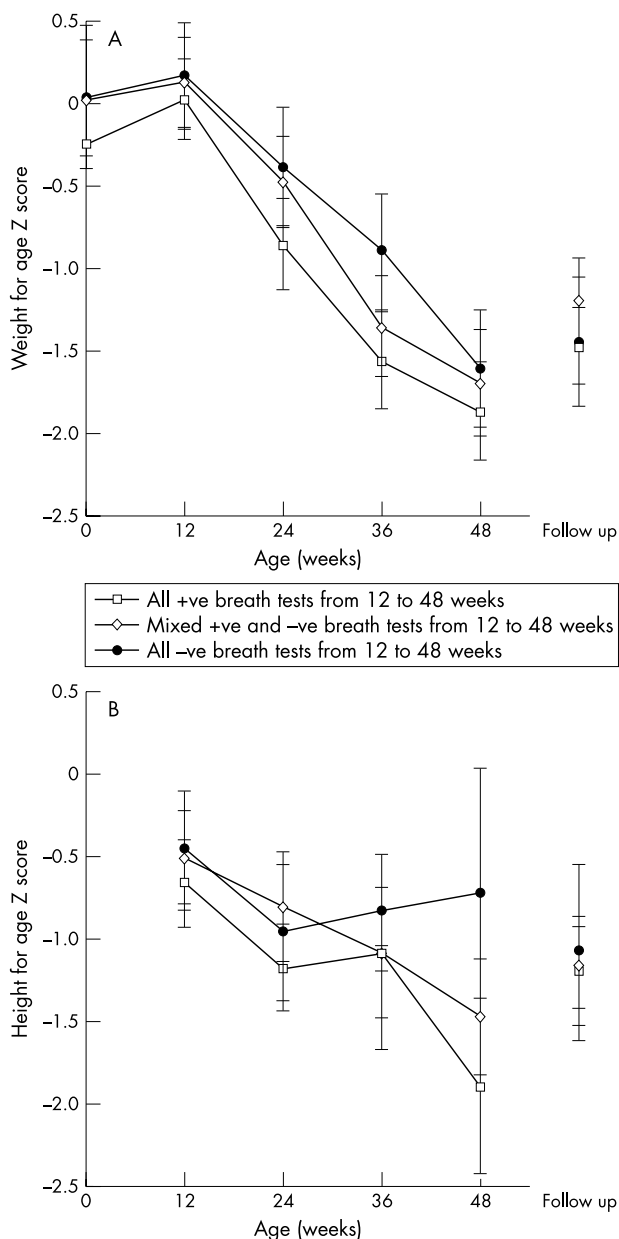 0.5
A
0
–0.5
–1.0
–1.5
–2.0
–2.5
Weight for age Z score
0 12 24 36 48 Follow up
Age (weeks)
All +ve breath tests from 12 to 48 weeks
Mixed +ve and –ve breath tests from 12 to 48 weeks
All –ve breath tests from 12 to 48 weeks
0.5
B
0
–0.5
–1.0
–1.5
–2.0
–2.5
Height for age Z score
0 12 24 36 48 Follow up
Age (weeks)